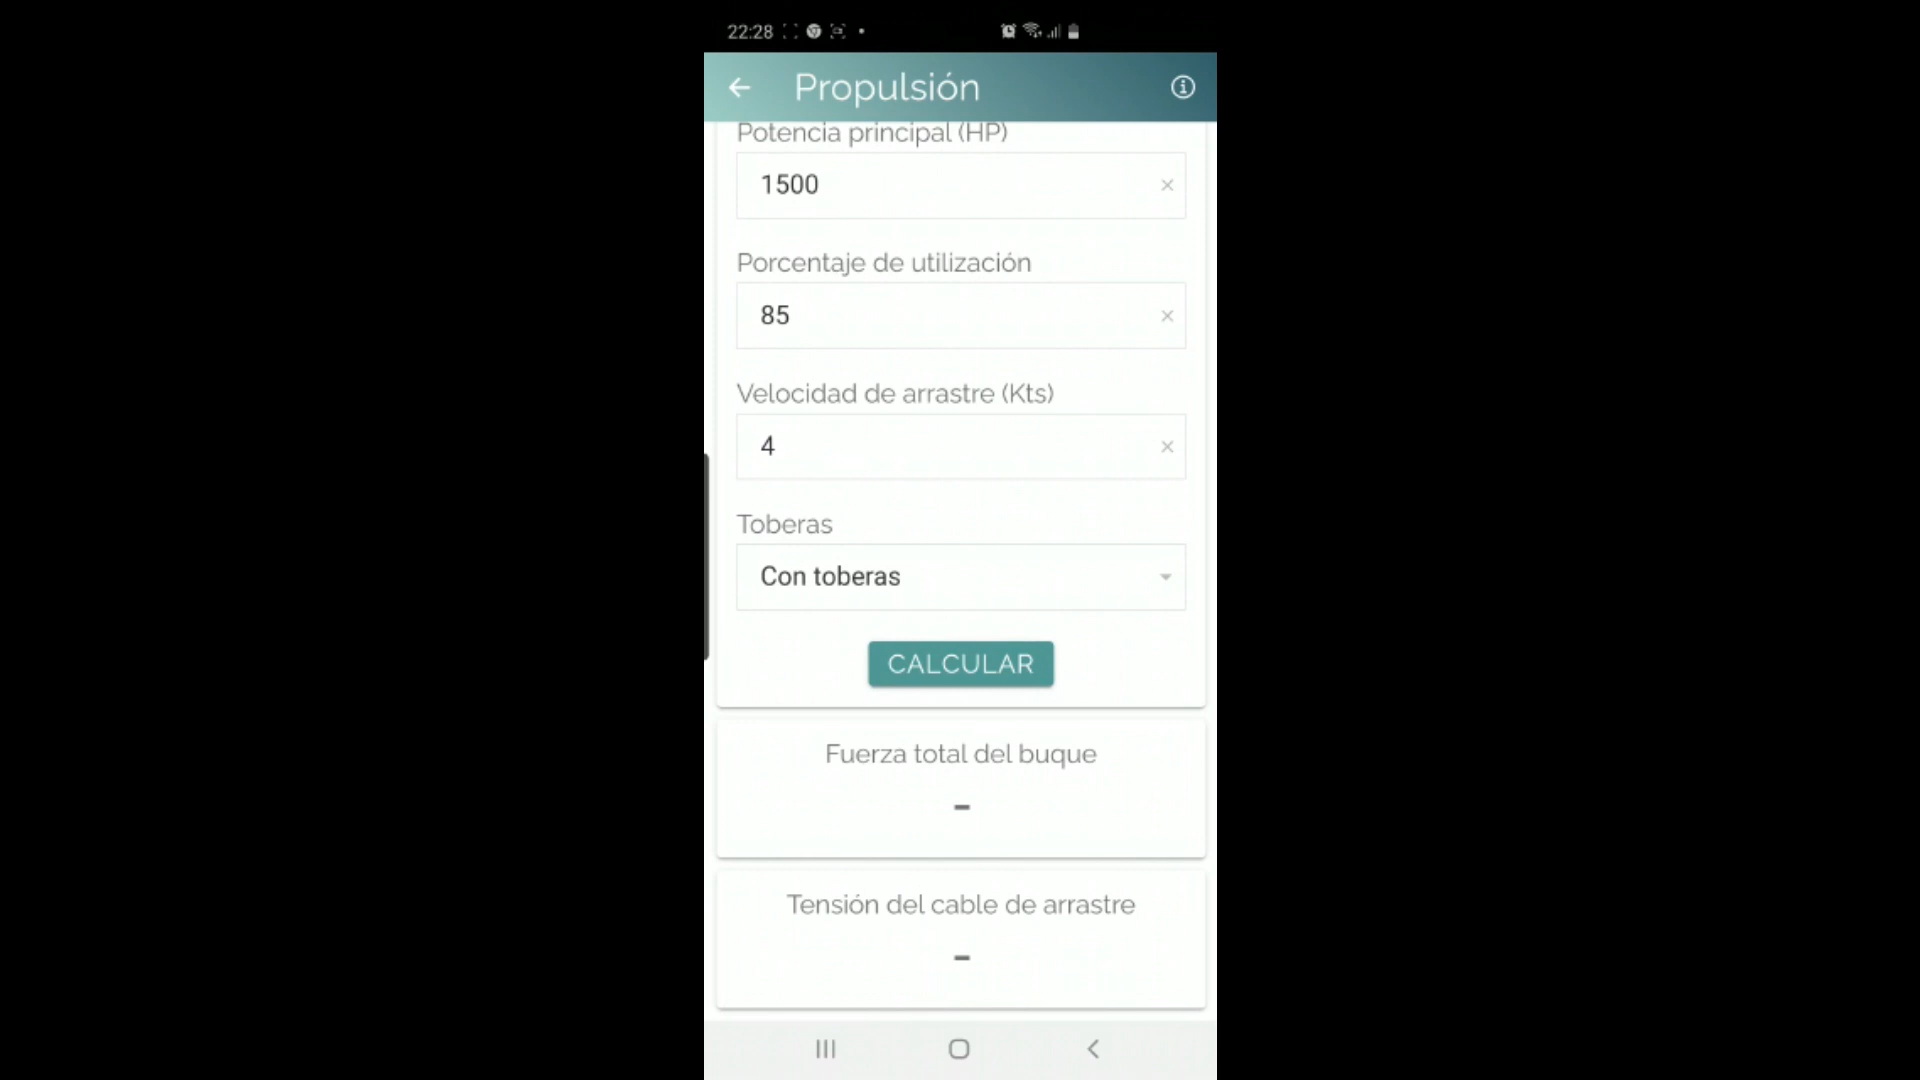 22:28
Propulsión
Potencia principal (HP)
1500
Porcentaje de utilización
85
Velocidad de arrastre (Kts)
4
Toberas
Con toberas
CALCULAR
Fuerza total del buque
-
Tensión del cable de arrastre
-